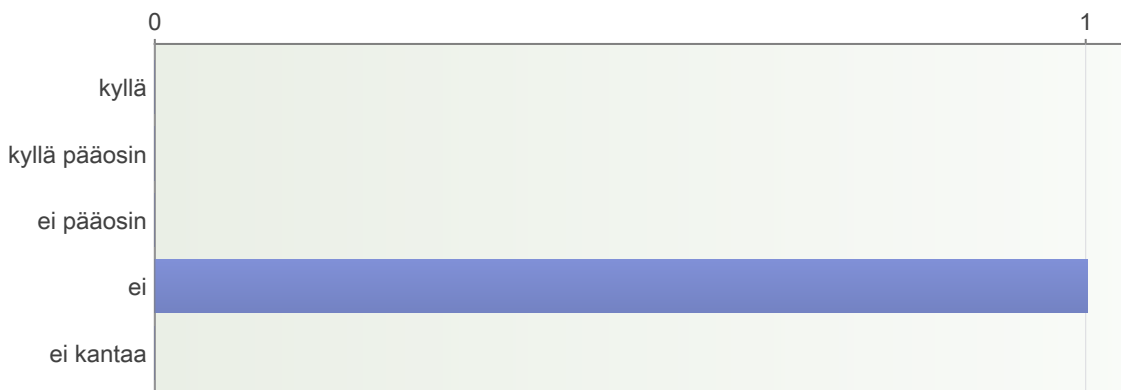 0 1
kyllä
kyllä pääosin
ei pääosin
ei
ei kantaa